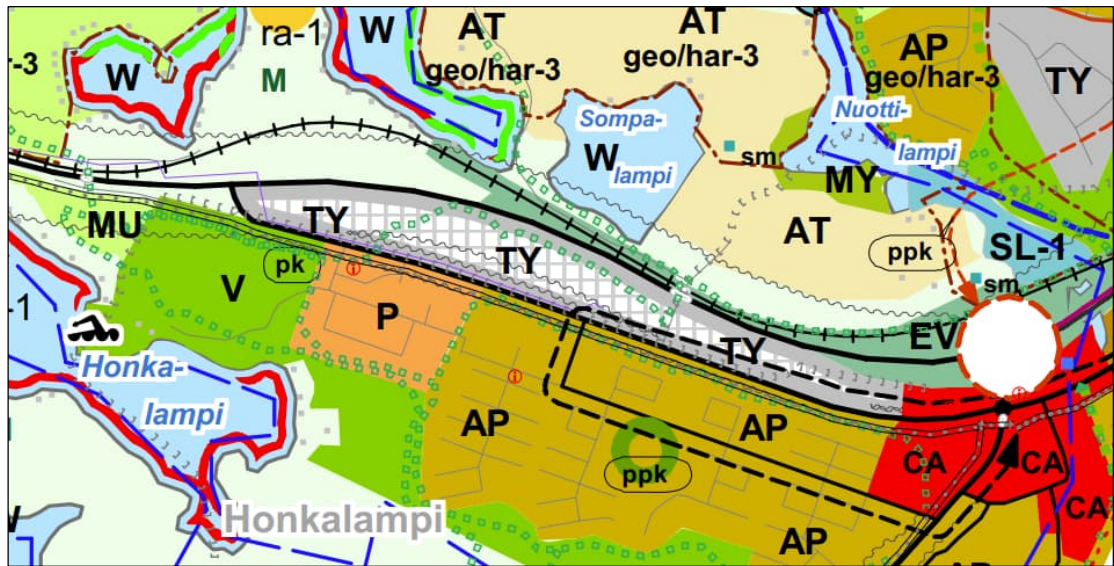 ra-1
W
AT
AT
AP
-3
W
M
geo/har-3
geo/har-3
geo/har-3
TY
Sompa-
W
lampi
Nuotti-
lampi
sm
MY
MU
TY
AT
ppk
SL-1
TY
pk
V
sm
P
EV
TY
-1
Honka-
lampi
AP
AP
CA
CA
ppk
CA
Honkalampi
AP
AP